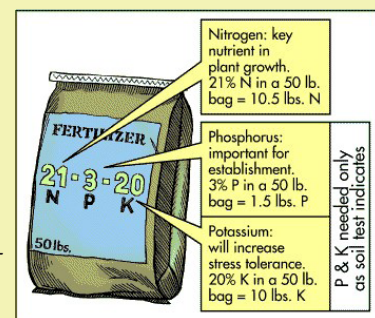 Nitrogen: key
nutrient in
plant growth.
21% N in a 50 lb.
bag = 10.5 lbs. N
FERTILIZER
21-3-20
N P K
50 lbs.
Phosphorus:
important for
establishment.
3% P in a 50 lb.
bag = 1.5 lbs. P
Potassium:
will increase
stress tolerance.
20% K in a 50 lb.
bag = 10 lbs. K
P & K needed only
as soil test indicates